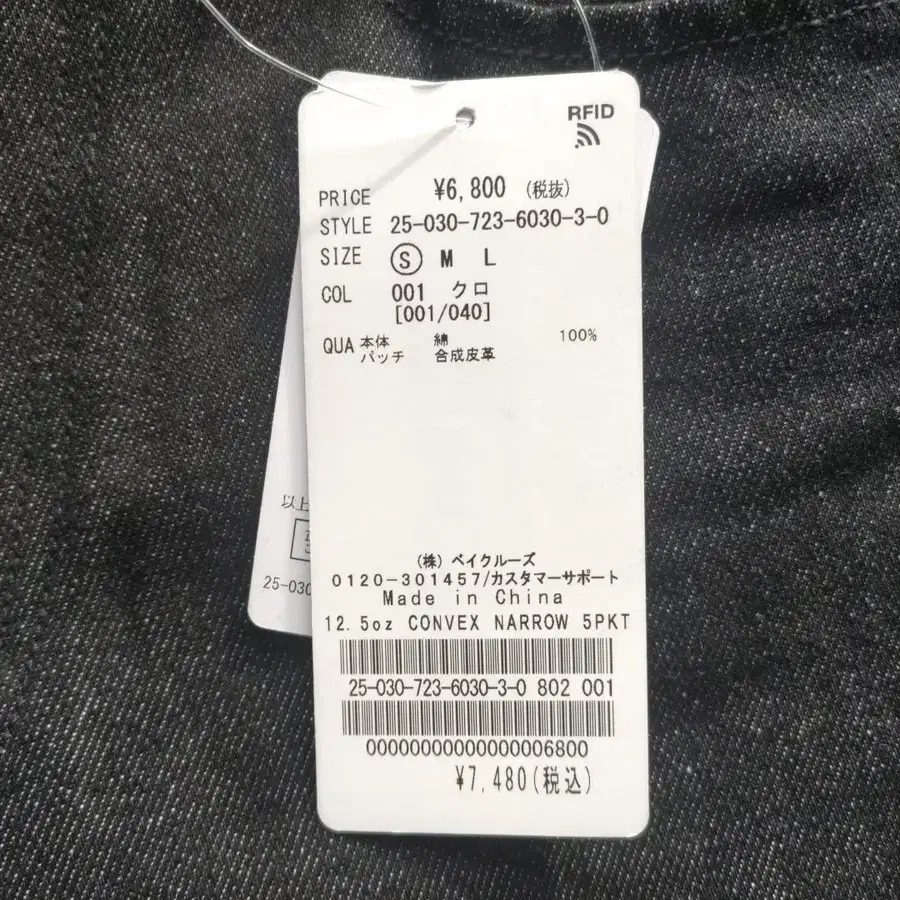 RFID
PRICE ¥6,800 (税抜)
STYLE 25-030-723-6030-3-0
SIZE S M L
COL 001 クロ
[001/040]
QUA 本体 綿 100%
パッチ 合成皮革
以上
25-030
(株) ベイクルーズ
0120-301457/カスタマーサポート
Made in China
12.5oz CONVEX NARROW 5PKT
25-030-723-6030-3-0 802 001
00000000000000006800
¥7,480(税込)